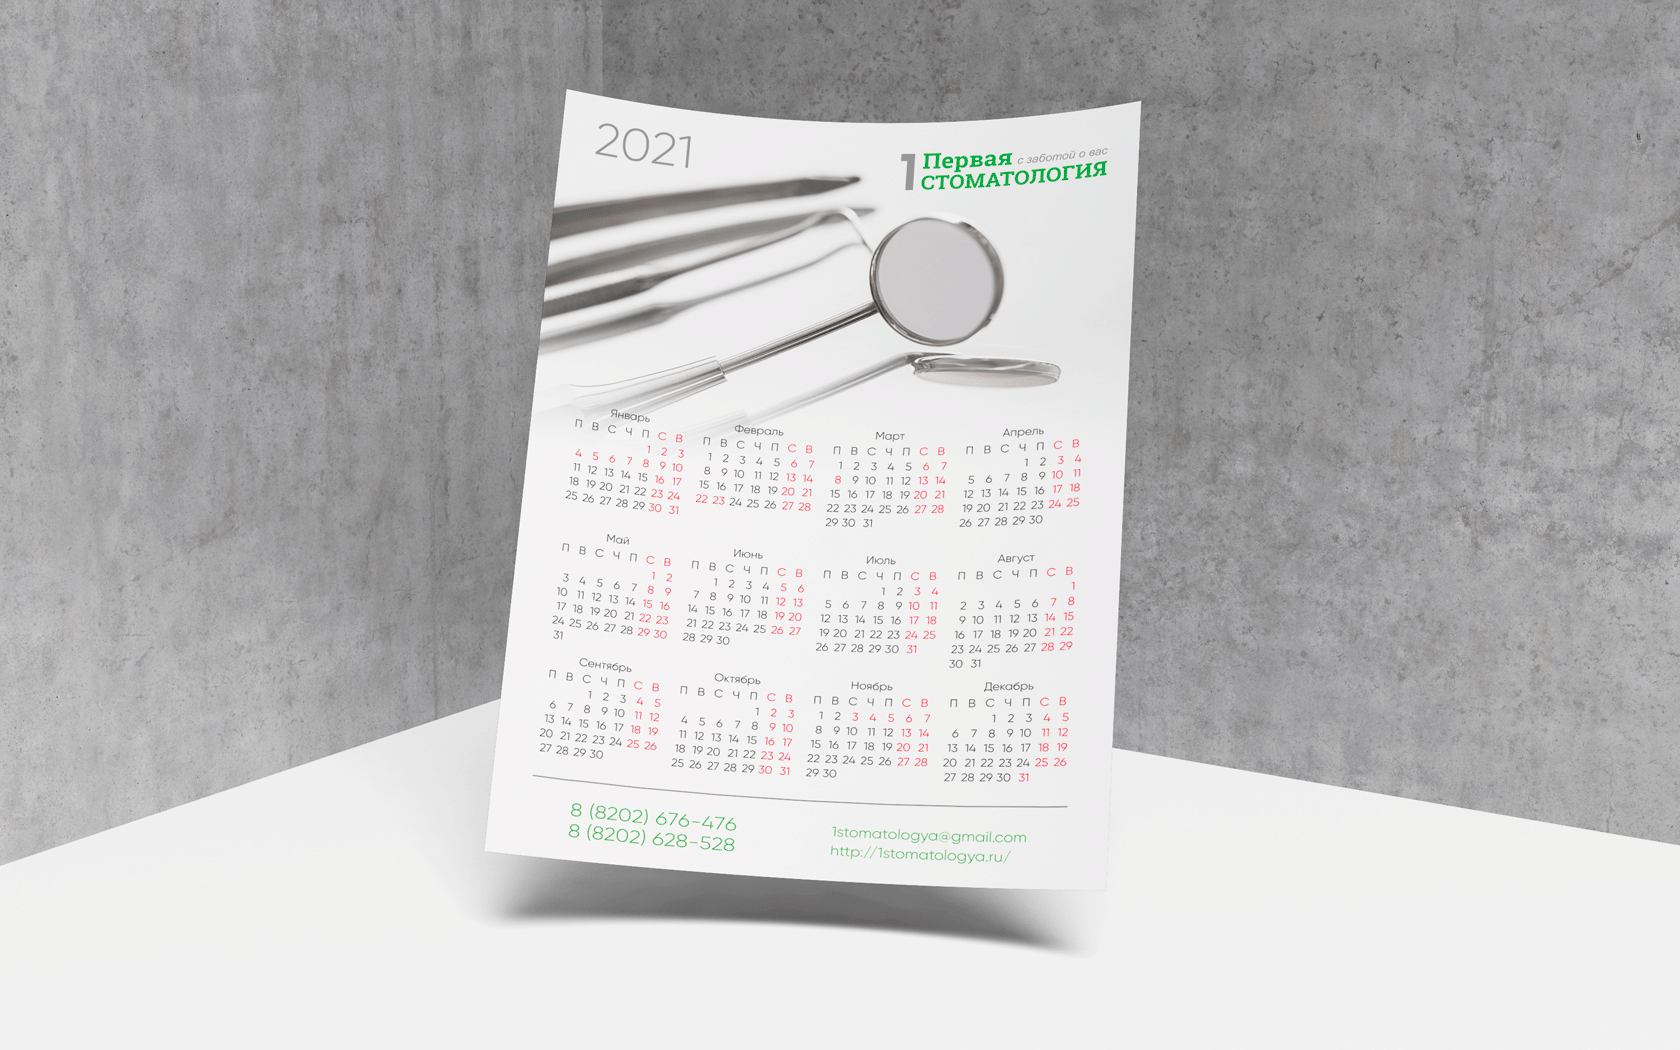 2021
1 Первая с заботой о вас
СТОМАТОЛОГИЯ
Январь
П В С Ч П С В
1 2 3
4 5 6 7 8 9 10
11 12 13 14 15 16 17
18 19 20 21 22 23 24
25 26 27 28 29 30 31
Февраль
П В С Ч П С В
1 2 3 4 5 6 7
8 9 10 11 12 13 14
15 16 17 18 19 20 21
22 23 24 25 26 27 28
Март
П В С Ч П С В
1 2 3 4 5 6 7
8 9 10 11 12 13 14
15 16 17 18 19 20 21
22 23 24 25 26 27 28
29 30 31
Апрель
П В С Ч П С В
1 2 3 4
5 6 7 8 9 10 11
12 13 14 15 16 17 18
19 20 21 22 23 24 25
26 27 28 29 30
Май
П В С Ч П С В
1 2
3 4 5 6 7 8 9
10 11 12 13 14 15 16
17 18 19 20 21 22 23
24 25 26 27 28 29 30
31
Июнь
П В С Ч П С В
1 2 3 4 5 6
7 8 9 10 11 12 13
14 15 16 17 18 19 20
21 22 23 24 25 26 27
28 29 30
Июль
П В С Ч П С В
1 2 3 4
5 6 7 8 9 10 11
12 13 14 15 16 17 18
19 20 21 22 23 24 25
26 27 28 29 30 31
Август
П В С Ч П С В
1
2 3 4 5 6 7 8
9 10 11 12 13 14 15
16 17 18 19 20 21 22
23 24 25 26 27 28 29
30 31
Сентябрь
П В С Ч П С В
1 2 3 4 5
6 7 8 9 10 11 12
13 14 15 16 17 18 19
20 21 22 23 24 25 26
27 28 29 30
Октябрь
П В С Ч П С В
1 2 3
4 5 6 7 8 9 10
11 12 13 14 15 16 17
18 19 20 21 22 23 24
25 26 27 28 29 30 31
Ноябрь
П В С Ч П С В
1 2 3 4 5 6 7
8 9 10 11 12 13 14
15 16 17 18 19 20 21
22 23 24 25 26 27 28
29 30
Декабрь
П В С Ч П С В
1 2 3 4 5
6 7 8 9 10 11 12
13 14 15 16 17 18 19
20 21 22 23 24 25 26
27 28 29 30 31
8 (8202) 676-476
8 (8202) 628-528
1stomatologya@gmail.com
http://1stomatologya.ru/